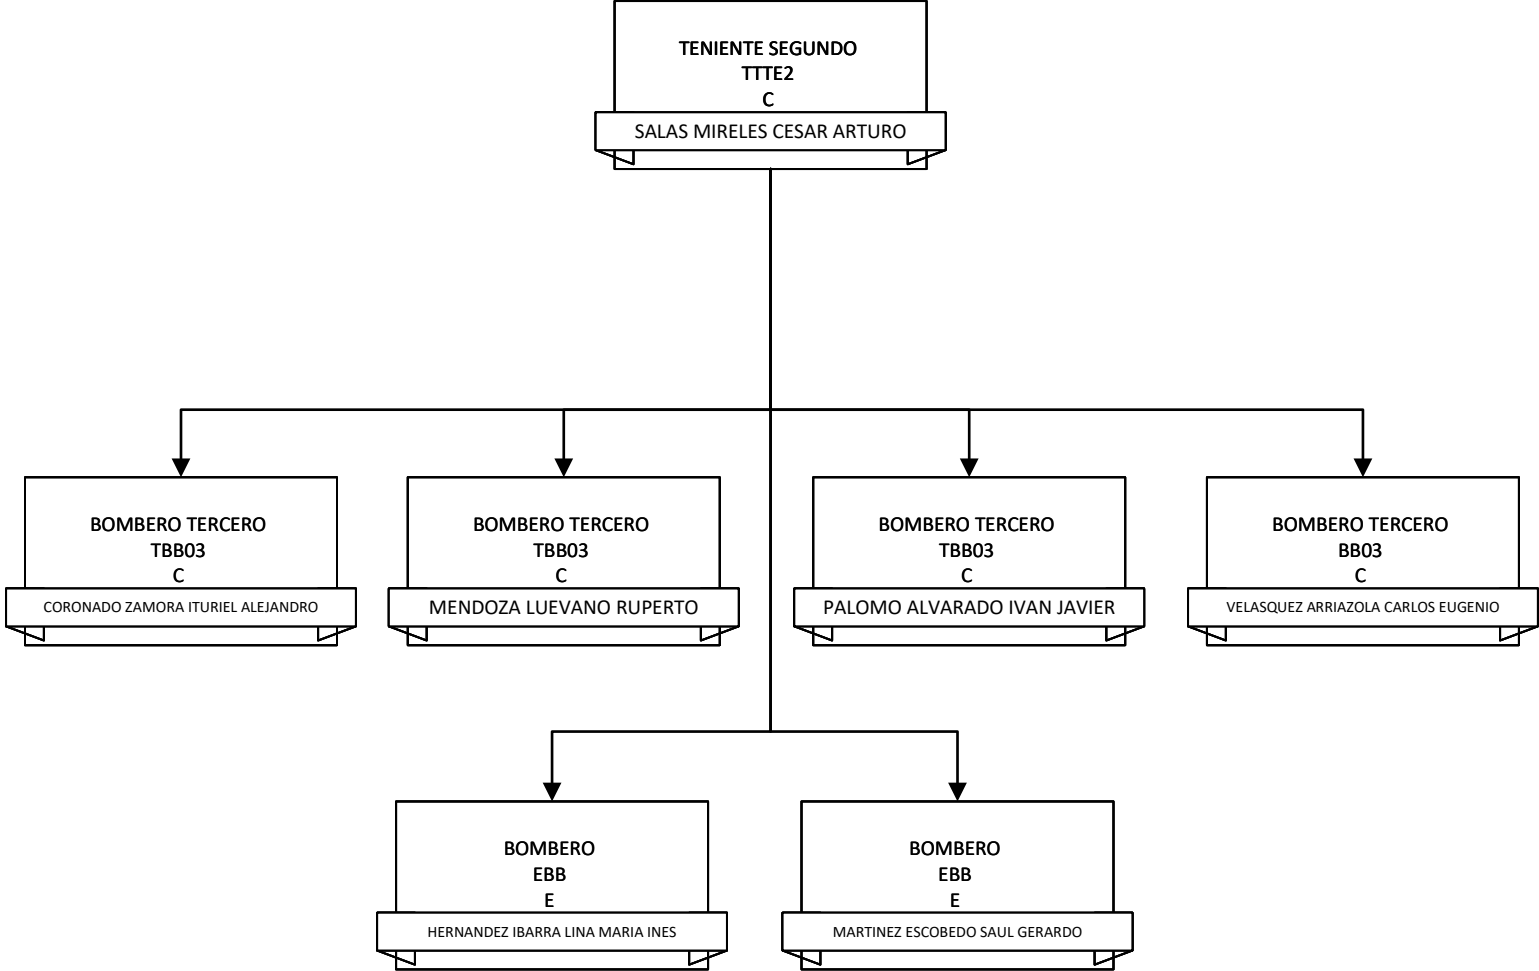 TENIENTE SEGUNDO
TTTE2
C
SALAS MIRELES CESAR ARTURO
BOMBERO TERCERO
TBB03
C
CORONADO ZAMORA ITURIEL ALEJANDRO
BOMBERO TERCERO
TBB03
C
MENDOZA LUEVANO RUPERTO
BOMBERO TERCERO
TBB03
C
PALOMO ALVARADO IVAN JAVIER
BOMBERO TERCERO
BB03
C
VELASQUEZ ARRIAZOLA CARLOS EUGENIO
BOMBERO
EBB
E
HERNANDEZ IBARRA LINA MARIA INES
BOMBERO
EBB
E
MARTINEZ ESCOBEDO SAUL GERARDO